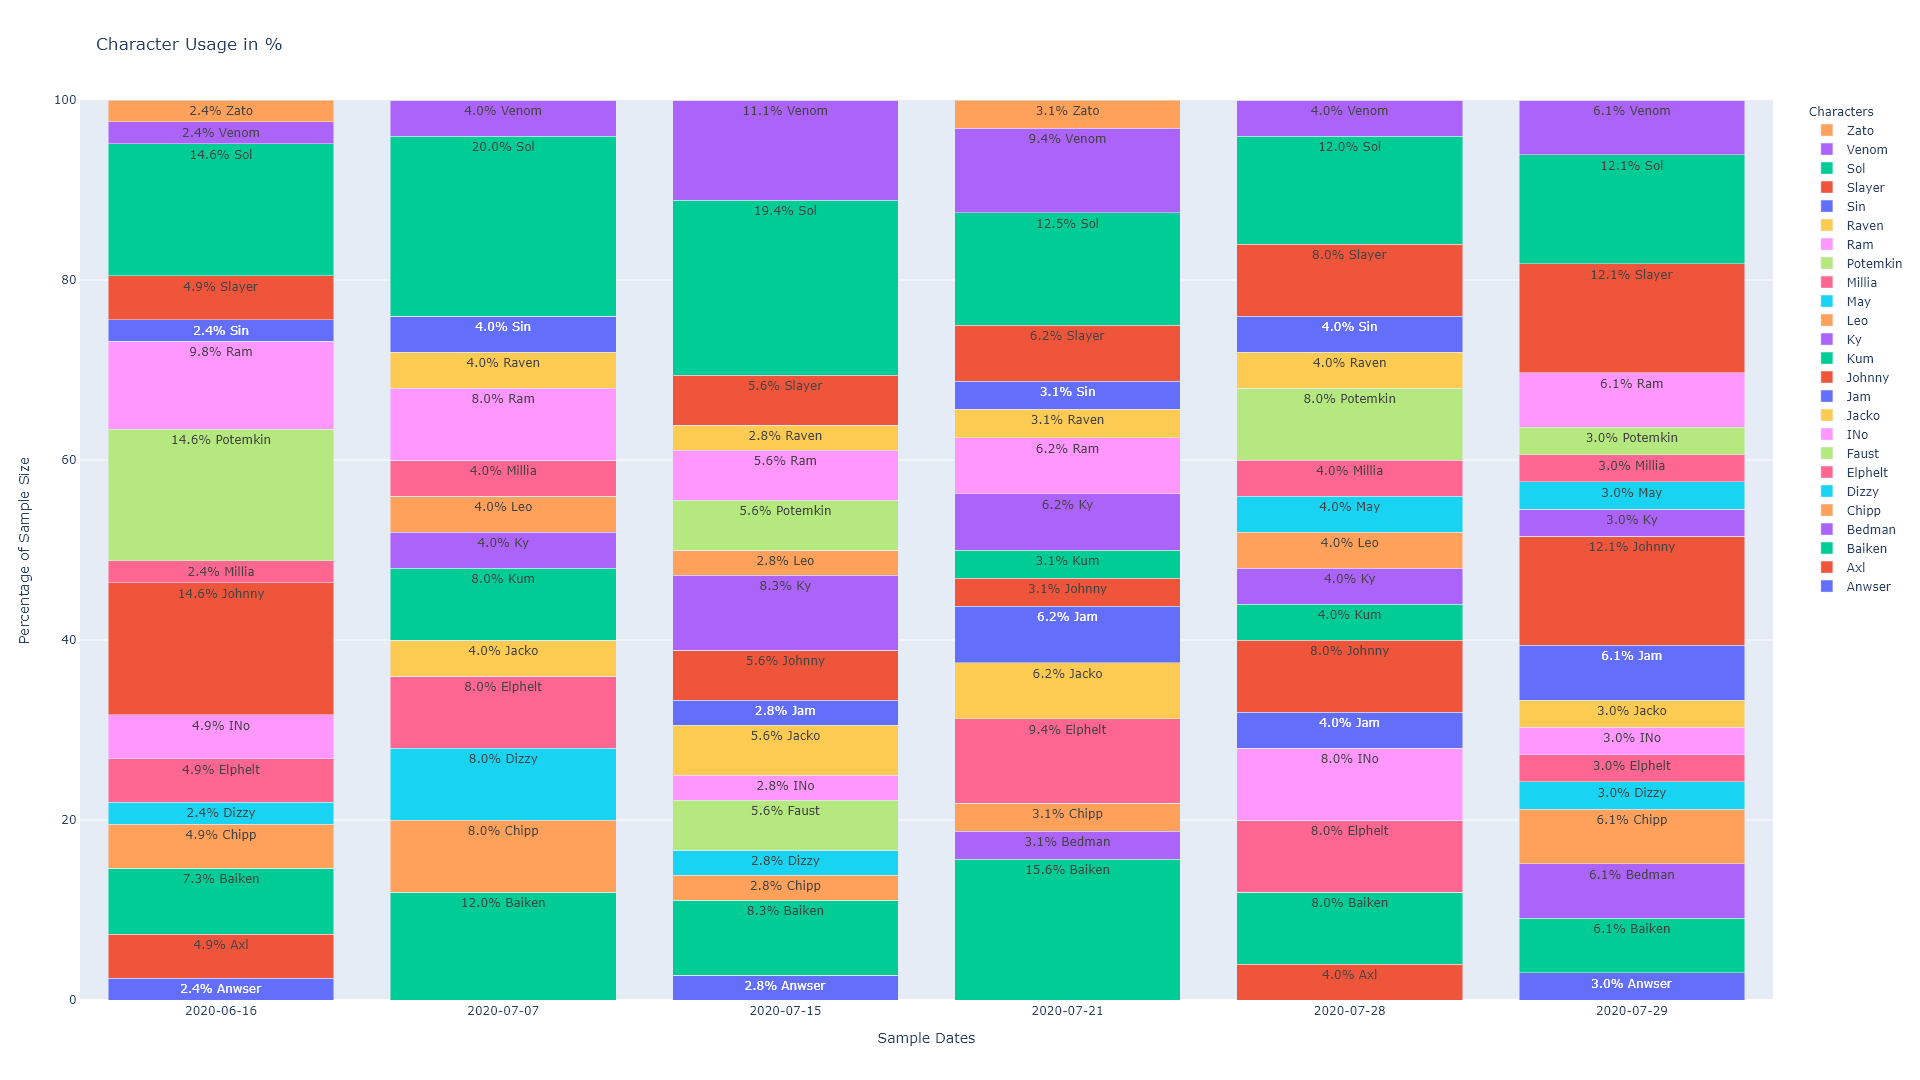 Character Usage in %
Percentage of Sample Size
100
80
60
40
20
0
2.4% Zato
2.4% Venom
14.6% Sol
4.9% Slayer
2.4% Sin
9.8% Ram
14.6% Potemkin
2.4% Millia
14.6% Johnny
4.9% INo
4.9% Elphelt
2.4% Dizzy
4.9% Chipp
7.3% Baiken
4.9% Axl
2.4% Anwser
2020-06-16
4.0% Venom
20.0% Sol
4.0% Sin
4.0% Raven
8.0% Ram
4.0% Millia
4.0% Leo
4.0% Ky
8.0% Kum
4.0% Jacko
8.0% Elphelt
8.0% Dizzy
8.0% Chipp
12.0% Baiken
2020-07-07
11.1% Venom
19.4% Sol
5.6% Slayer
2.8% Raven
5.6% Ram
5.6% Potemkin
2.8% Leo
8.3% Ky
5.6% Johnny
2.8% Jam
5.6% Jacko
2.8% INo
5.6% Faust
2.8% Dizzy
2.8% Chipp
8.3% Baiken
2.8% Anwser
2020-07-15
3.1% Zato
9.4% Venom
12.5% Sol
6.2% Slayer
3.1% Sin
3.1% Raven
6.2% Ram
6.2% Ky
3.1% Kum
3.1% Johnny
6.2% Jam
6.2% Jacko
9.4% Elphelt
3.1% Chipp
3.1% Bedman
15.6% Baiken
2020-07-21
4.0% Venom
12.0% Sol
8.0% Slayer
4.0% Sin
4.0% Raven
8.0% Potemkin
4.0% Millia
4.0% May
4.0% Leo
4.0% Ky
4.0% Kum
8.0% Johnny
4.0% Jam
8.0% INo
8.0% Elphelt
8.0% Baiken
4.0% Axl
2020-07-28
6.1% Venom
12.1% Sol
12.1% Slayer
6.1% Ram
3.0% Potemkin
3.0% Millia
3.0% May
3.0% Ky
12.1% Johnny
6.1% Jam
3.0% Jacko
3.0% INo
3.0% Elphelt
3.0% Dizzy
6.1% Chipp
6.1% Bedman
6.1% Baiken
3.0% Anwser
2020-07-29
Sample Dates
Characters
Zato
Venom
Sol
Slayer
Sin
Raven
Ram
Potemkin
Millia
May
Leo
Ky
Kum
Johnny
Jam
Jacko
INo
Faust
Elphelt
Dizzy
Chipp
Bedman
Baiken
Axl
Anwser